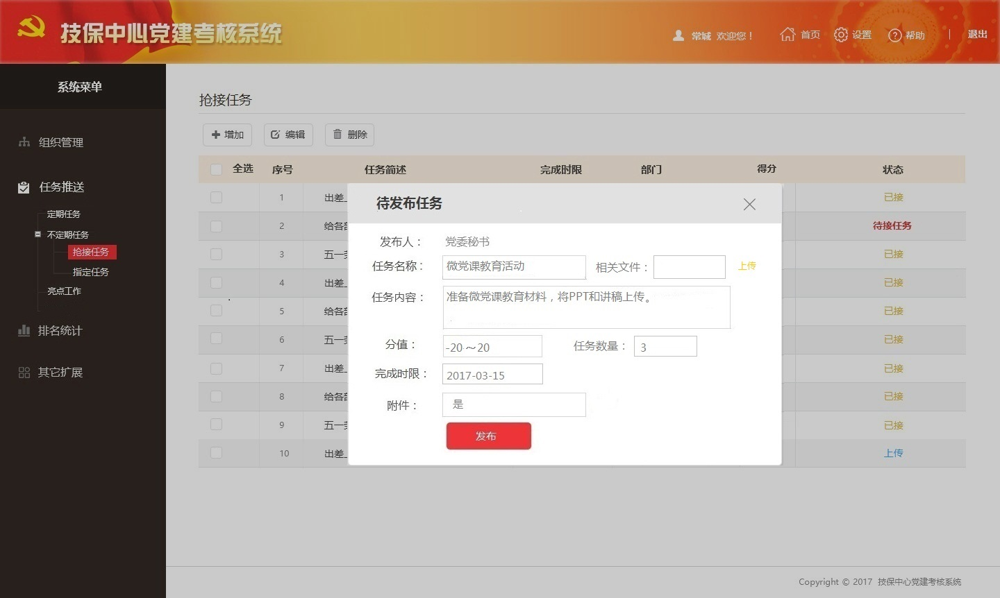 技保中心党建考核系统
常城 欢迎您！ 首页 设置 帮助 | 退出
系统菜单
组织管理
任务推送
定期任务
不定期任务
抢接任务
指定任务
亮点工作
排名统计
其它扩展
抢接任务
增加 编辑 删除
全选 序号 任务简述 完成时限 部门 得分 状态
1 出差 已接
2 给各 待接任务
3 五一 已接
4 出差 已接
5 给各 已接
6 五一 已接
7 出差 已接
8 给各 已接
9 五一 已接
10 出差 上传
待发布任务
发布人： 党委秘书
任务名称： 微党课教育活动 相关文件： 上传
任务内容： 准备微党课教育材料，将PPT和讲稿上传。
分值： -20～20 任务数量： 3
完成时限： 2017-03-15
附件： 是
发布
Copyright © 2017 技保中心党建考核系统